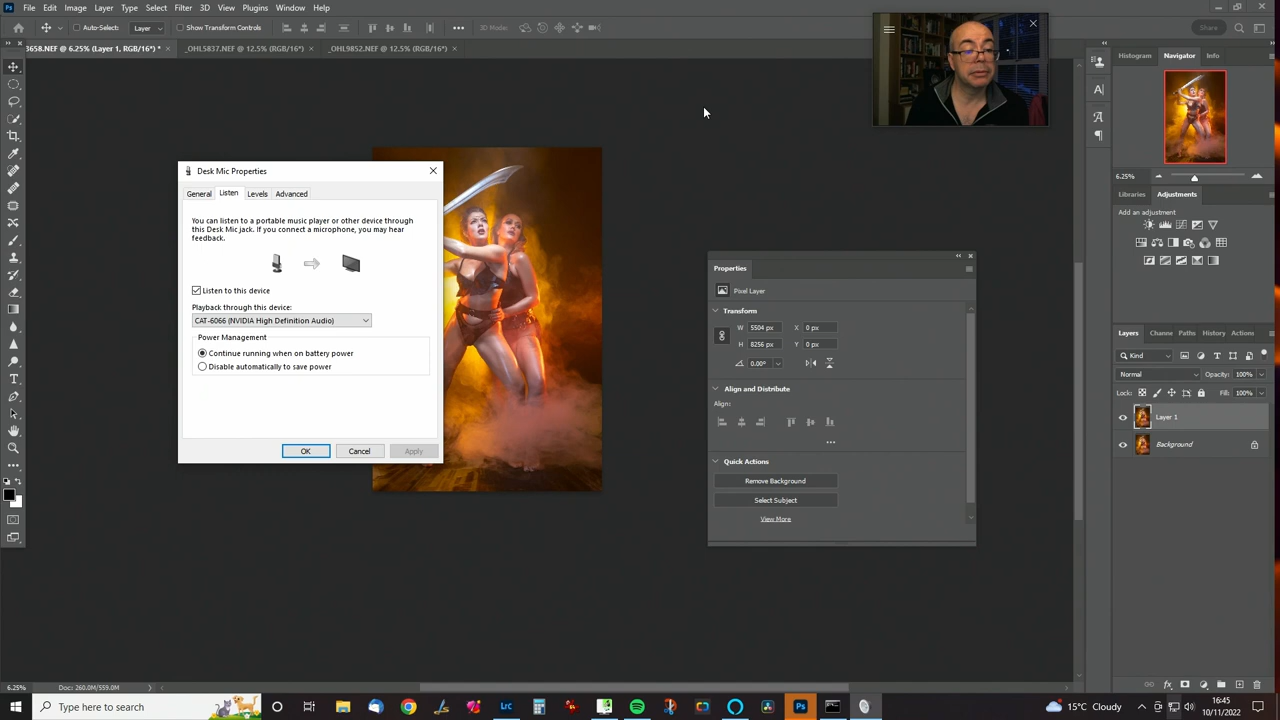 File Edit Image Layer Type Select Filter 3D View Plugins Window Help
Auto-Select: Layer Show Transform Controls 3D Mode: Share
3658.NEF @ 6.25% (Layer 1, RGB/16*) * × _OHL5837.NEF @ 12.5% (RGB/16*) × _OHL9852.NEF @ 12.5% (RGB/16*) ×
Histogram Navigator Info
6.25%
Libraries Adjustments
Add an adjustment
Desk Mic Properties
General Listen Levels Advanced
You can listen to a portable music player or other device through
this Desk Mic jack. If you connect a microphone, you may hear
feedback.
Listen to this device
Playback through this device:
CAT-6066 (NVIDIA High Definition Audio)
Power Management
Continue running when on battery power
Disable automatically to save power
OK Cancel Apply
Properties
Pixel Layer
Transform
W 5504 px X 0 px
H 8256 px Y 0 px
0.00°
Align and Distribute
Align:
Quick Actions
Remove Background
Select Subject
View More
Layers Channe Paths History Actions
Kind
Normal Opacity: 100%
Lock: Fill: 100%
Layer 1
Background
6.25% Doc: 260.0M/559.0M
Type here to search
Lrc
Ps
15°C Cloudy
16:45
10/11/2022